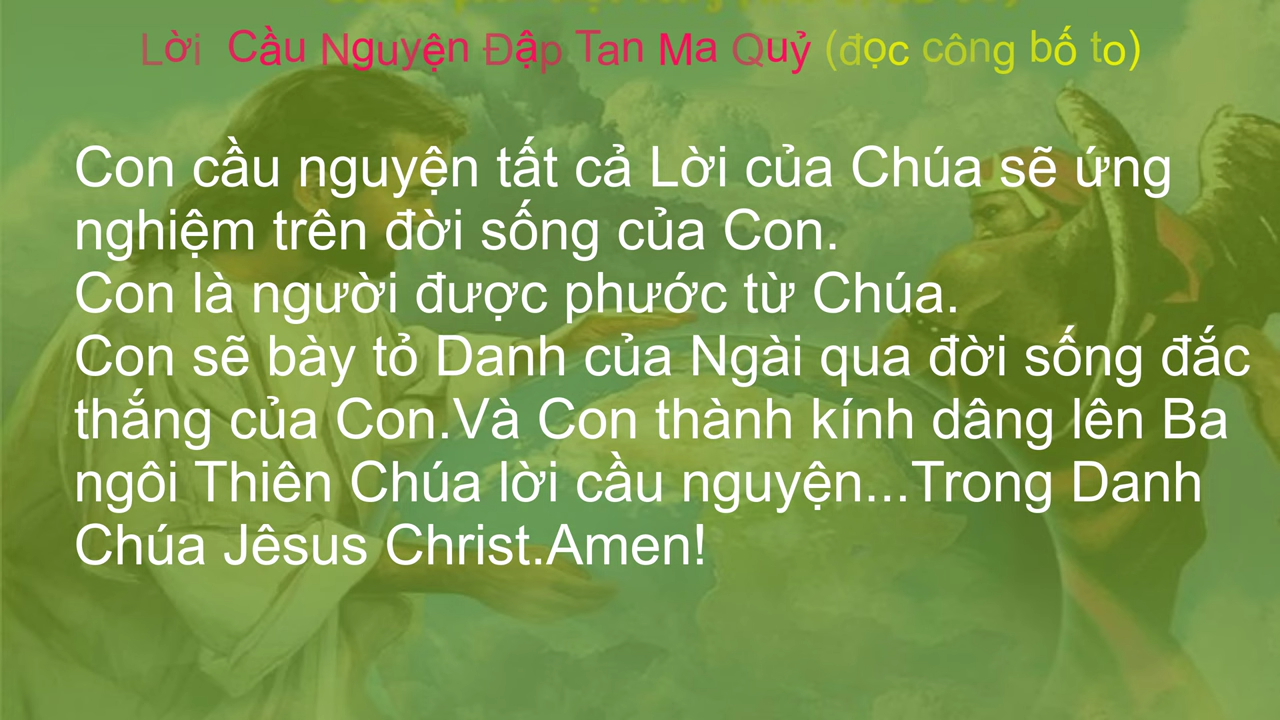 Lời Cầu Nguyện Đập Tan Ma Quỷ (đọc công bố to)
Con cầu nguyện tất cả Lời của Chúa sẽ ứng
nghiệm trên đời sống của Con.
Con là người được phước từ Chúa.
Con sẽ bày tỏ Danh của Ngài qua đời sống đắc
thắng của Con.Và Con thành kính dâng lên Ba
ngôi Thiên Chúa lời cầu nguyện...Trong Danh
Chúa Jêsus Christ.Amen!